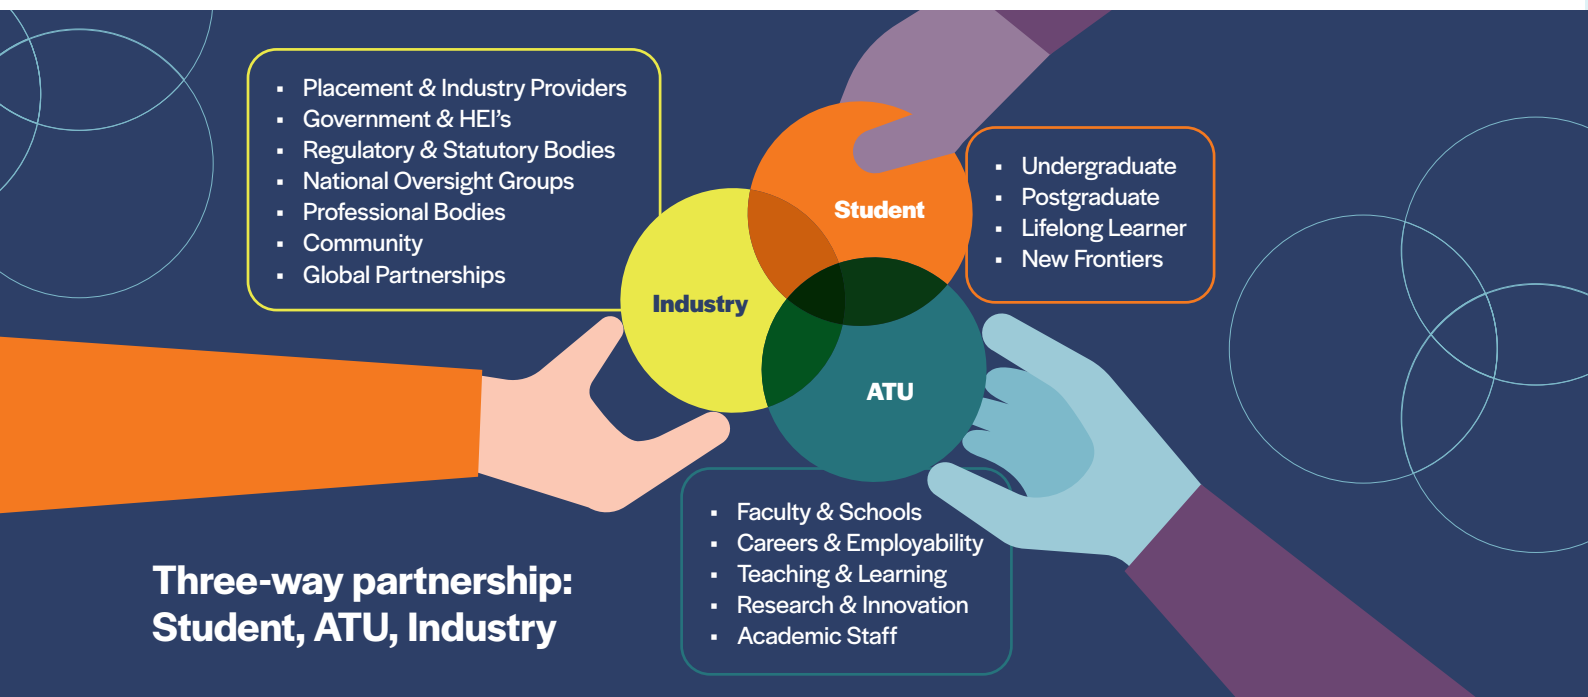 ▪ Placement & Industry Providers
▪ Government & HEI's
▪ Regulatory & Statutory Bodies
▪ National Oversight Groups
▪ Professional Bodies
▪ Community
▪ Global Partnerships
Student
▪ Undergraduate
▪ Postgraduate
▪ Lifelong Learner
▪ New Frontiers
Industry
ATU
▪ Faculty & Schools
▪ Careers & Employability
▪ Teaching & Learning
▪ Research & Innovation
▪ Academic Staff
Three-way partnership:
Student, ATU, Industry